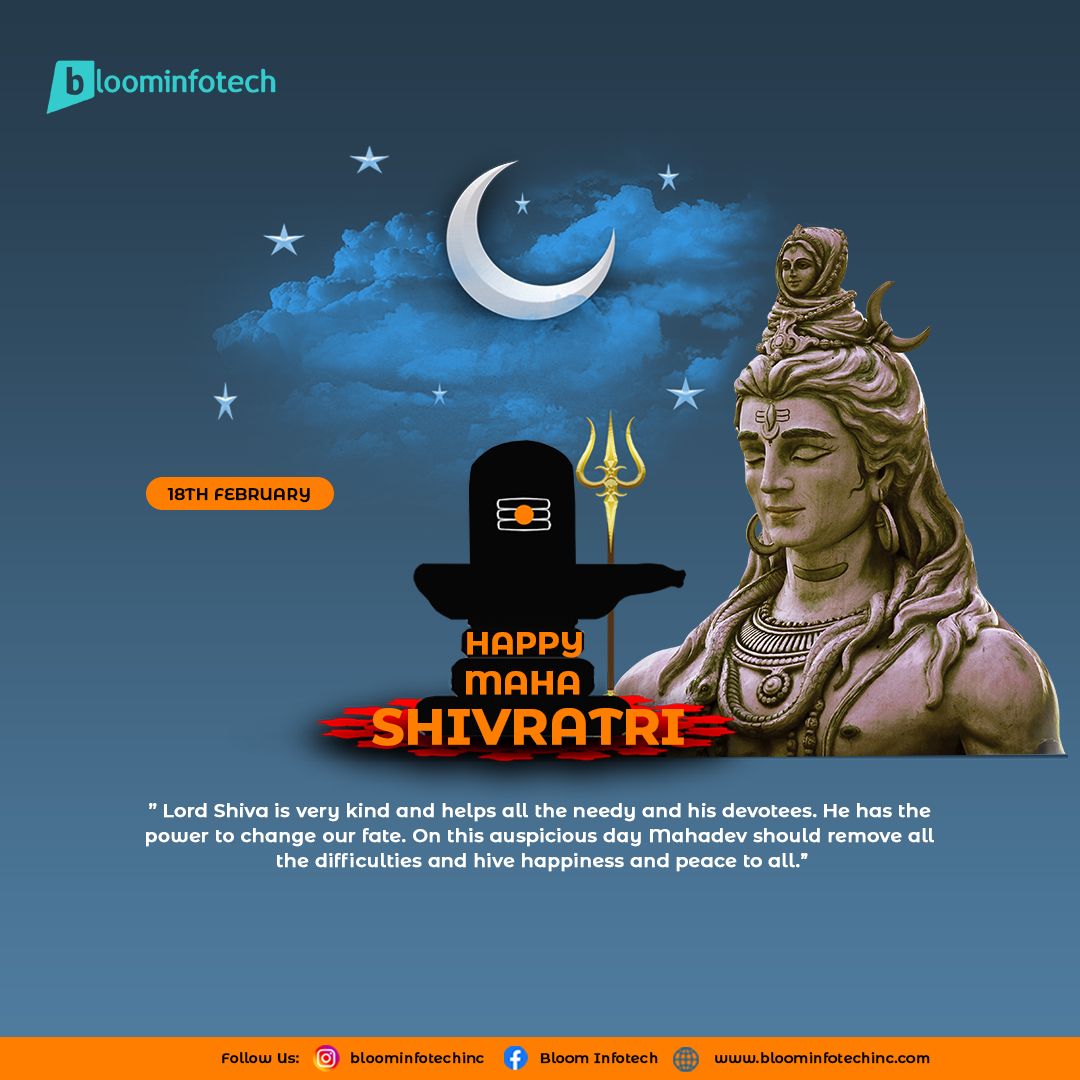 bloominfotech
18TH FEBRUARY
HAPPY
MAHA
SHIVRATRI
” Lord Shiva is very kind and helps all the needy and his devotees. He has the
power to change our fate. On this auspicious day Mahadev should remove all
the difficulties and hive happiness and peace to all.”
Follow Us: bloominfotechinc Bloom Infotech www.bloominfotechinc.com